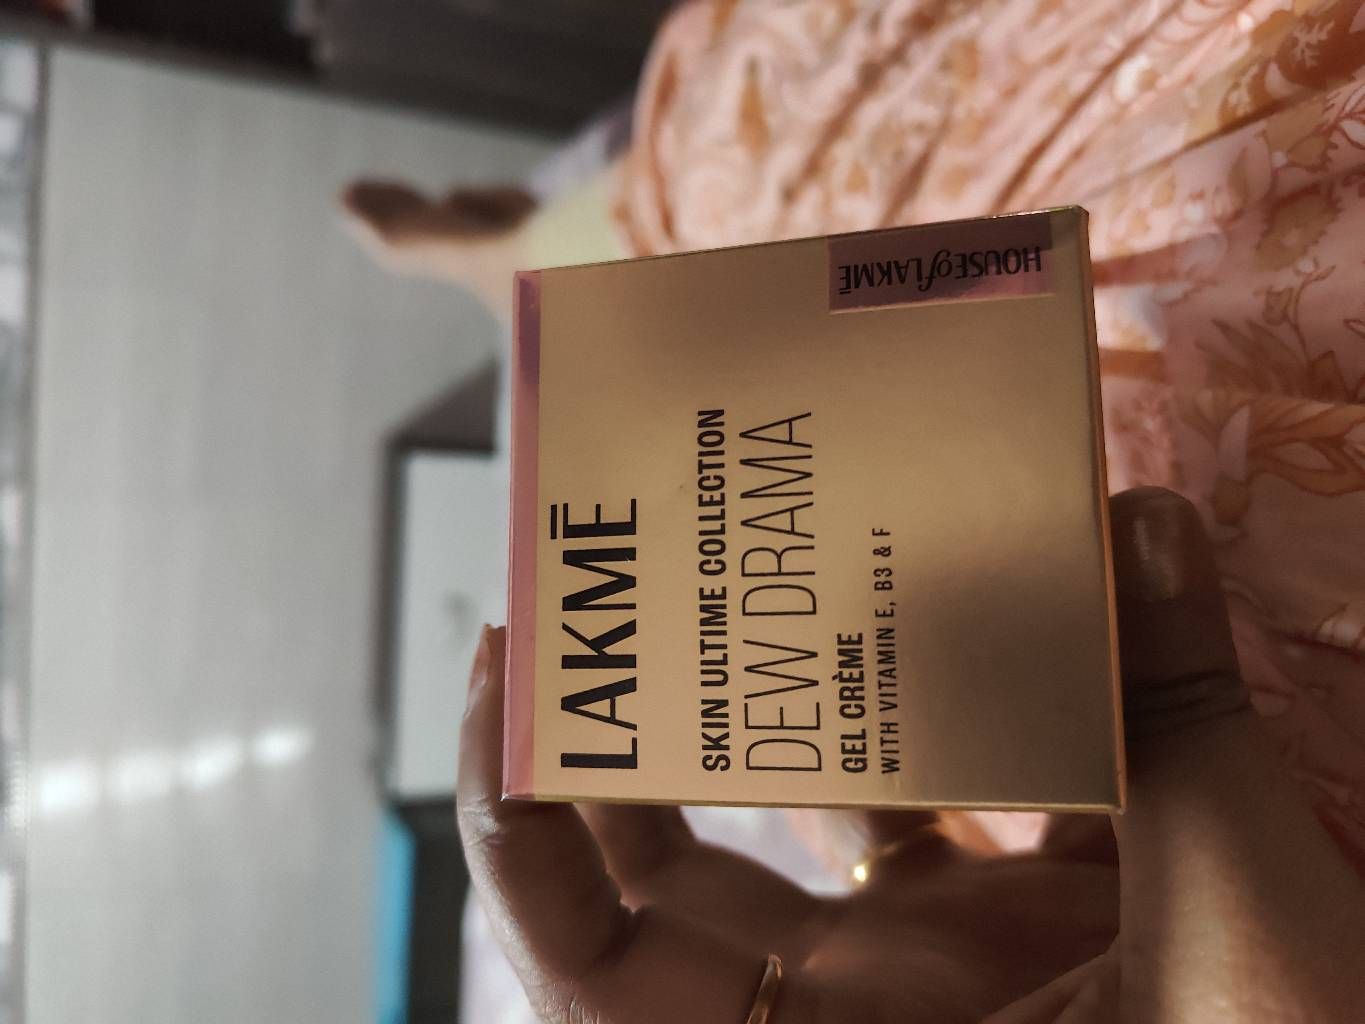 LAKMĒ
SKIN ULTIME COLLECTION
DEW DRAMA
GEL CRÈME
WITH VITAMIN E, B3 & F
HOUSE of LAKMĒ